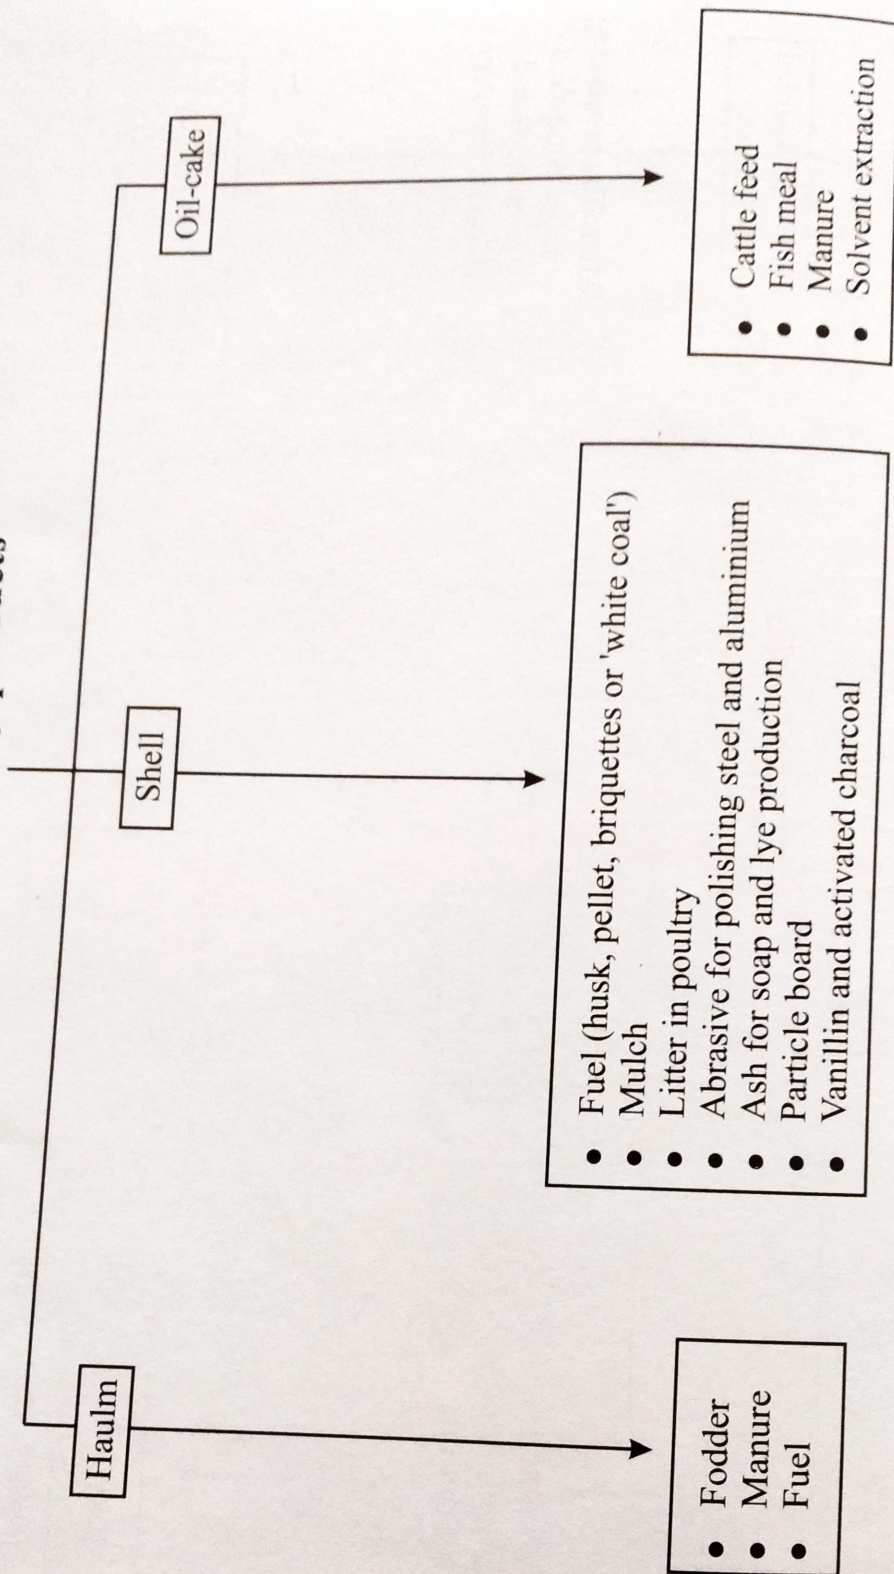 Haulm
Shell
Oil-cake
• Fodder
• Manure
• Fuel
• Fuel (husk, pellet, briquettes or 'white coal')
• Mulch
• Litter in poultry
• Abrasive for polishing steel and aluminium
• Ash for soap and lye production
• Particle board
• Vanillin and activated charcoal
• Cattle feed
• Fish meal
• Manure
• Solvent extraction